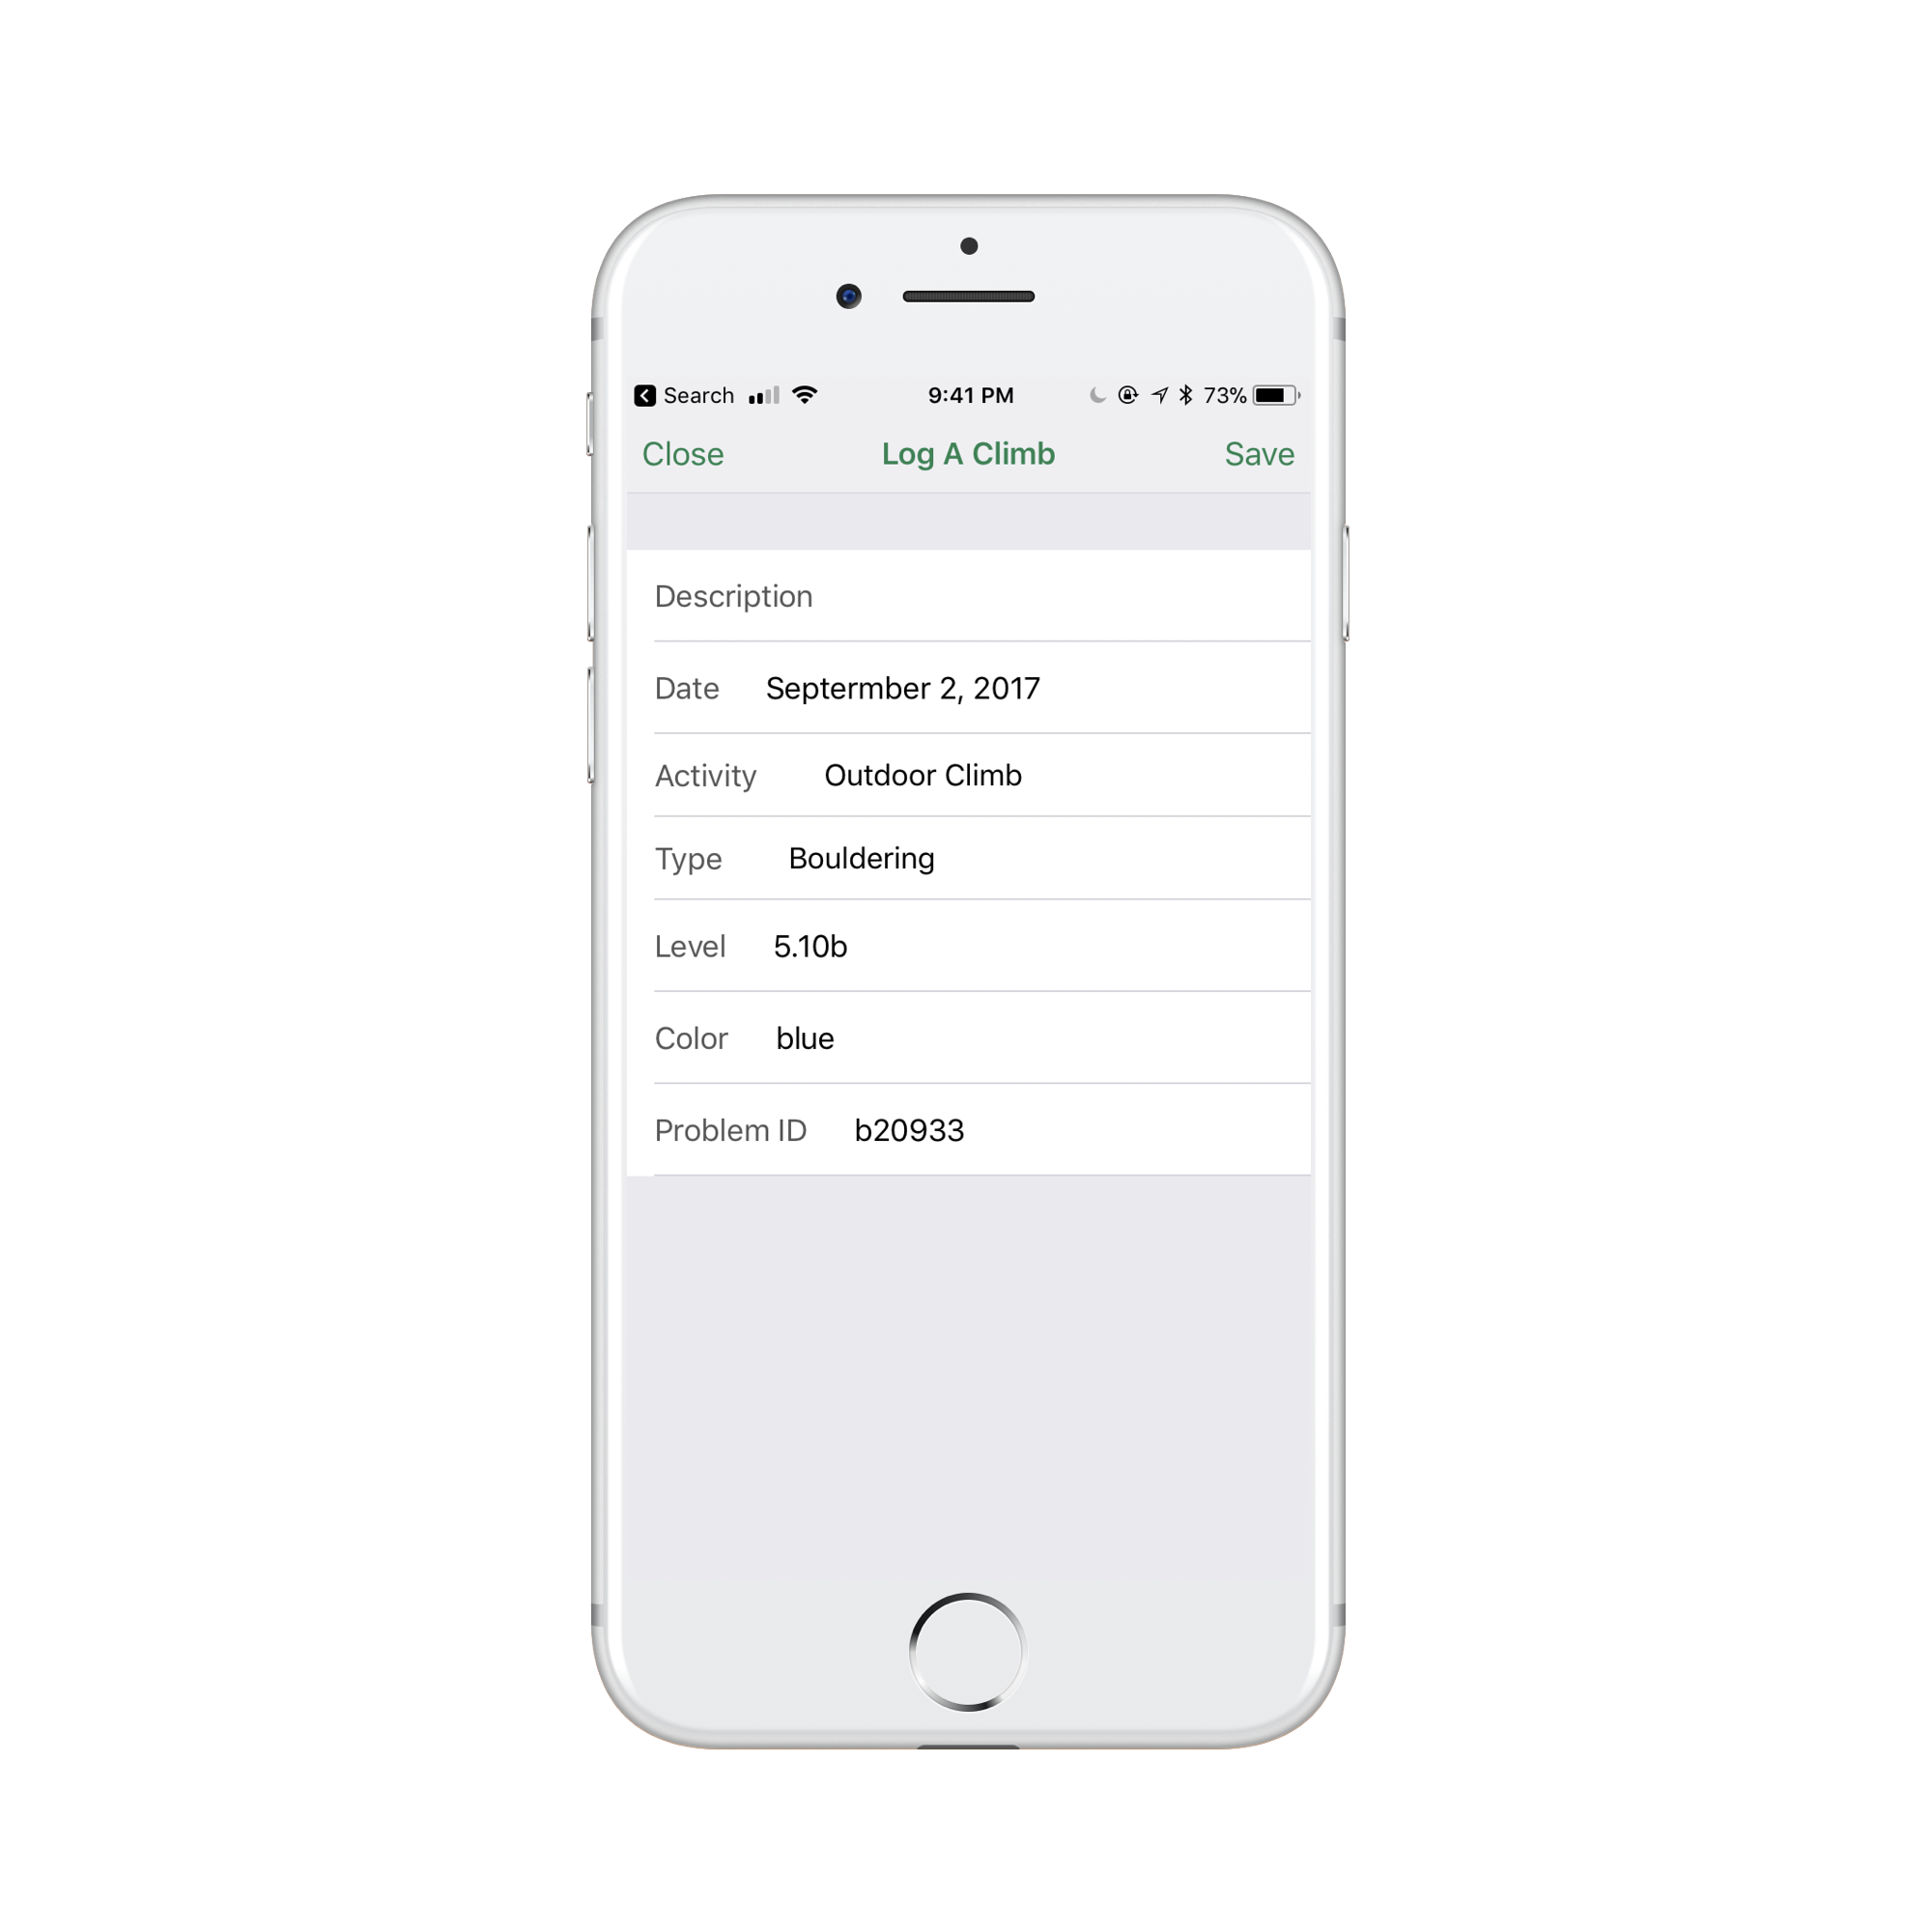 Search 9:41 PM 73%
Close Log A Climb Save
Description
Date Septermber 2, 2017
Activity Outdoor Climb
Type Bouldering
Level 5.10b
Color blue
Problem ID b20933